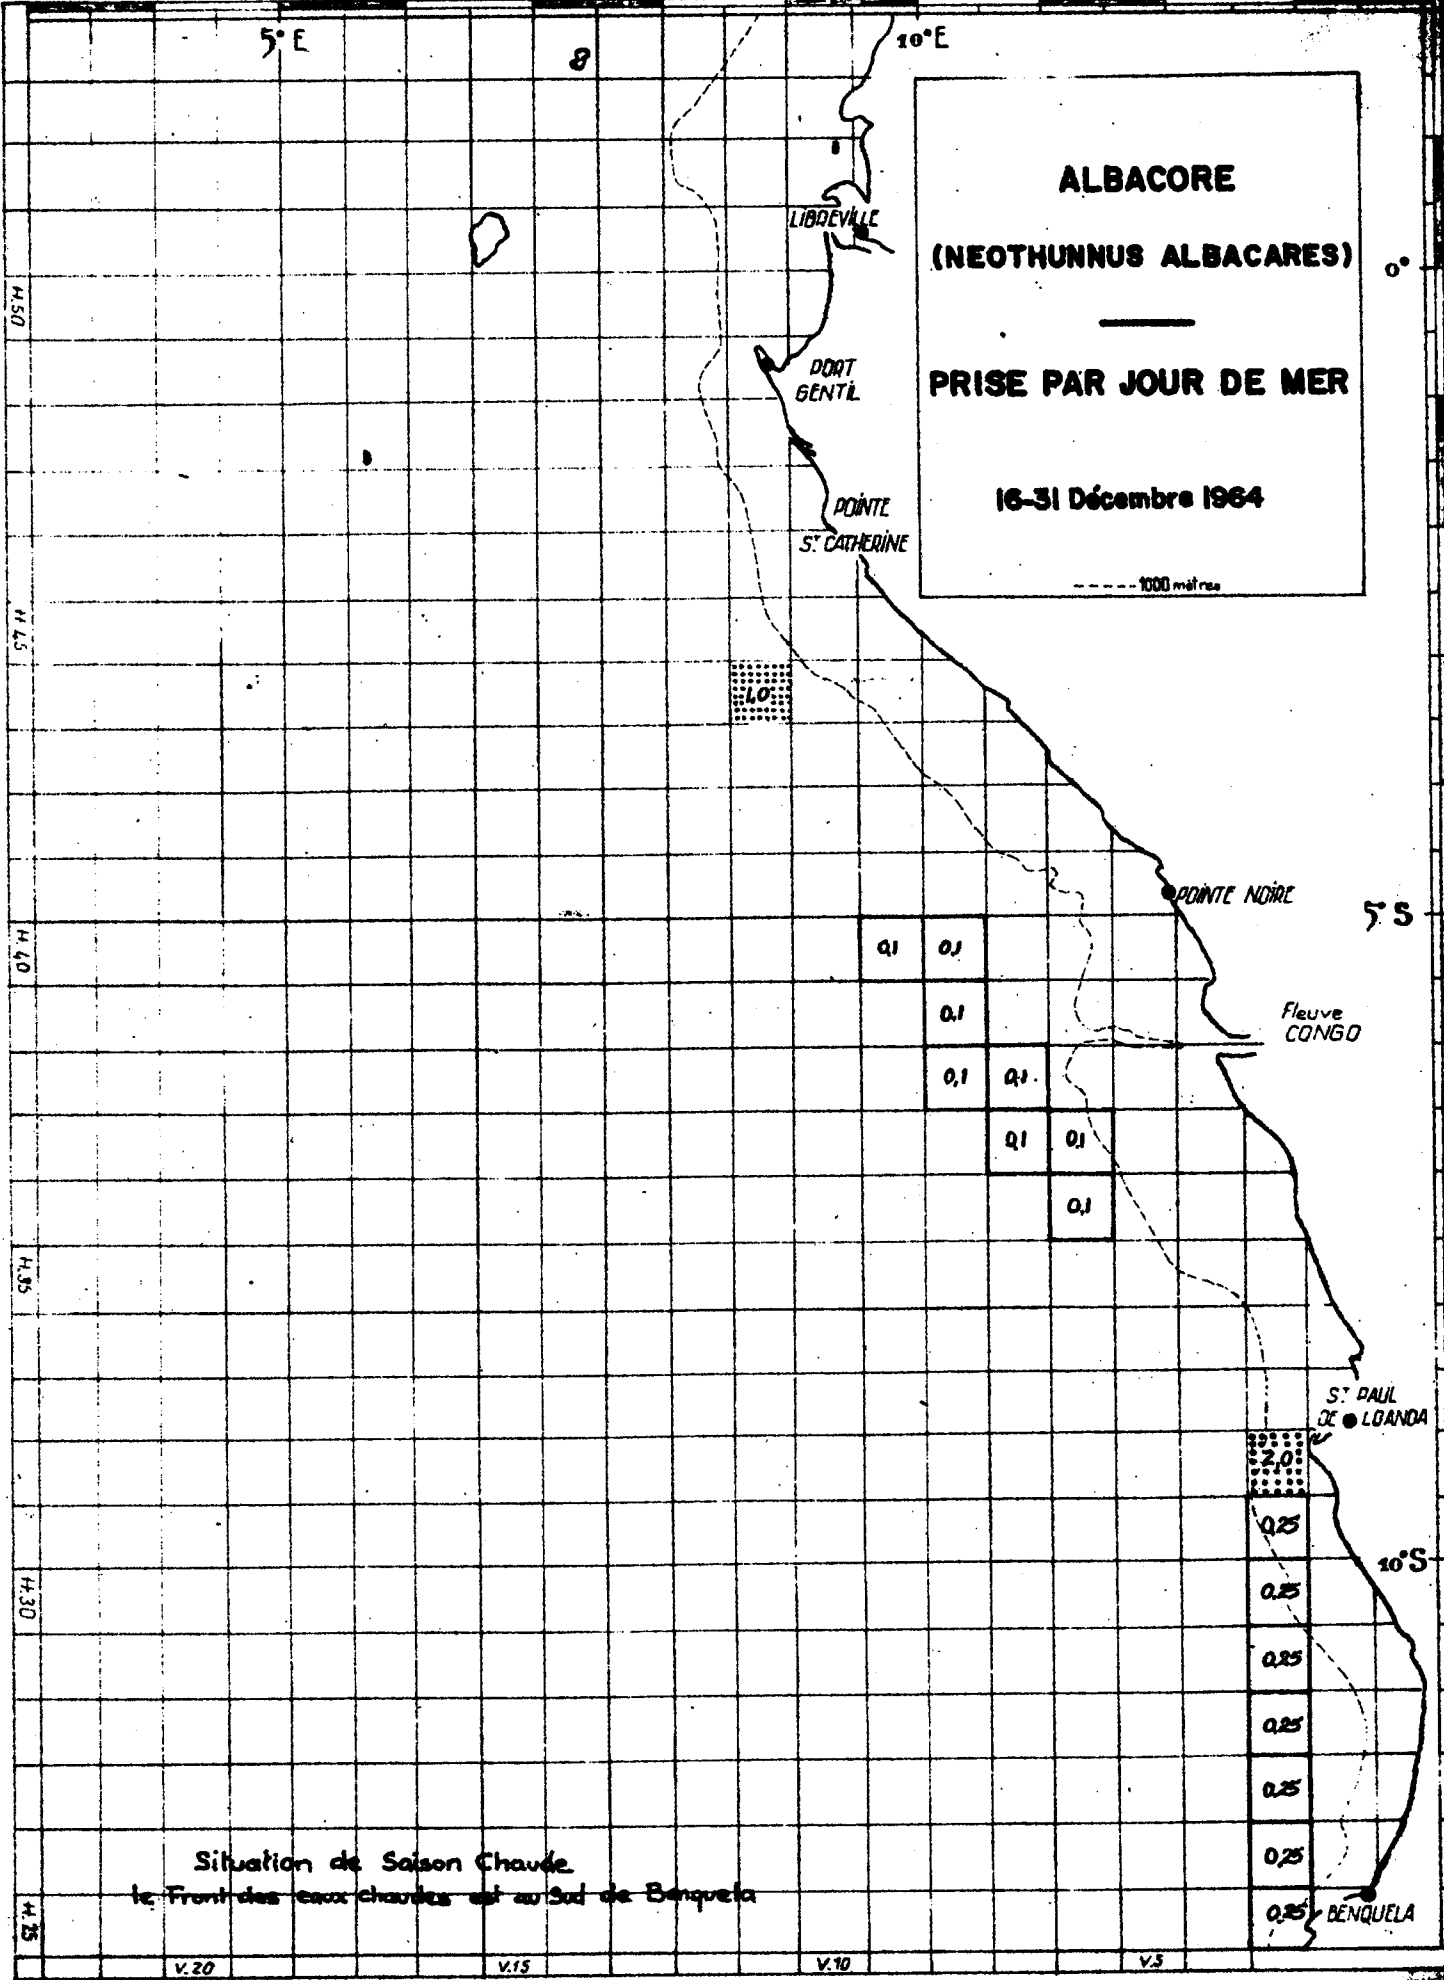 5° E
10° E
ALBACORE
(NEOTHUNNUS ALBACARES)
PRISE PAR JOUR DE MER
16-31 Décembre 1964
1000 mètres
LIBREVILLE
0°
H.50
PORT
GENTIL
POINTE
S.T CATHERINE
H 45
1,0
POINTE NOIRE
5° S
H. 40
0,1 0,1
0,1
Fleuve
CONGO
0,1 0,1
0,1 0,1
0,1
H.35
S.T PAUL
DE LOANDA
2,0
0,25
10° S
H.30
0,25
0,25
0,25
0,25
0,25
0,25
BENQUELA
Situation de Saison Chaude
le Front des eaux chaudes est au Sud de Benquela
H.25
V.20 V.15 V.10 V.5